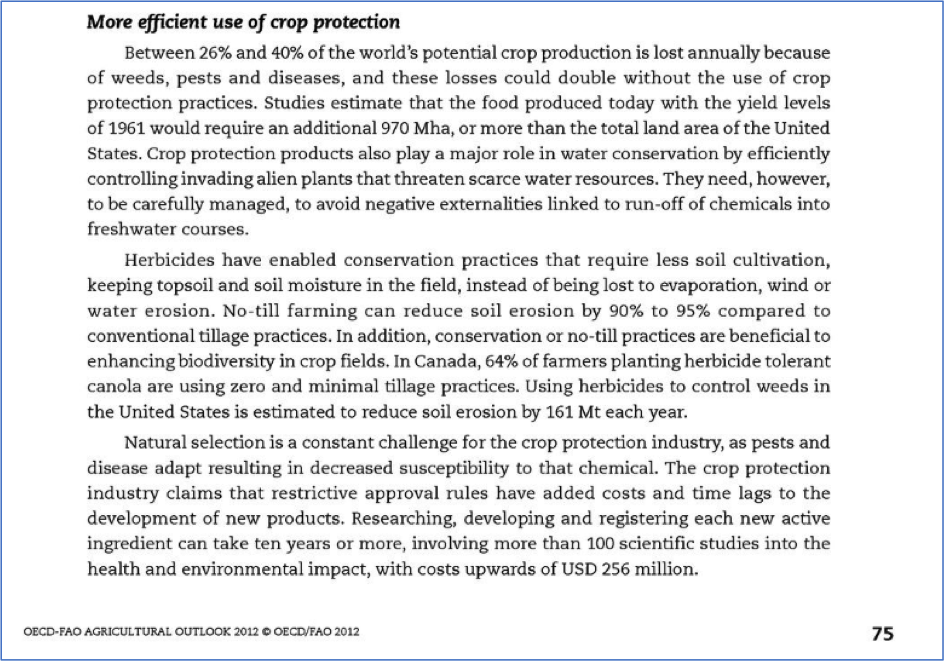 More efficient use of crop protection
Between 26% and 40% of the world's potential crop production is lost annually because
of weeds, pests and diseases, and these losses could double without the use of crop
protection practices. Studies estimate that the food produced today with the yield levels
of 1961 would require an additional 970 Mha, or more than the total land area of the United
States. Crop protection products also play a major role in water conservation by efficiently
controlling invading alien plants that threaten scarce water resources. They need, however,
to be carefully managed, to avoid negative externalities linked to run-off of chemicals into
freshwater courses.
Herbicides have enabled conservation practices that require less soil cultivation,
keeping topsoil and soil moisture in the field, instead of being lost to evaporation, wind or
water erosion. No-till farming can reduce soil erosion by 90% to 95% compared to
conventional tillage practices. In addition, conservation or no-till practices are beneficial to
enhancing biodiversity in crop fields. In Canada, 64% of farmers planting herbicide tolerant
canola are using zero and minimal tillage practices. Using herbicides to control weeds in
the United States is estimated to reduce soil erosion by 161 Mt each year.
Natural selection is a constant challenge for the crop protection industry, as pests and
disease adapt resulting in decreased susceptibility to that chemical. The crop protection
industry claims that restrictive approval rules have added costs and time lags to the
development of new products. Researching, developing and registering each new active
ingredient can take ten years or more, involving more than 100 scientific studies into the
health and environmental impact, with costs upwards of USD 256 million.
OECD-FAO AGRICULTURAL OUTLOOK 2012 © OECD/FAO 2012
75